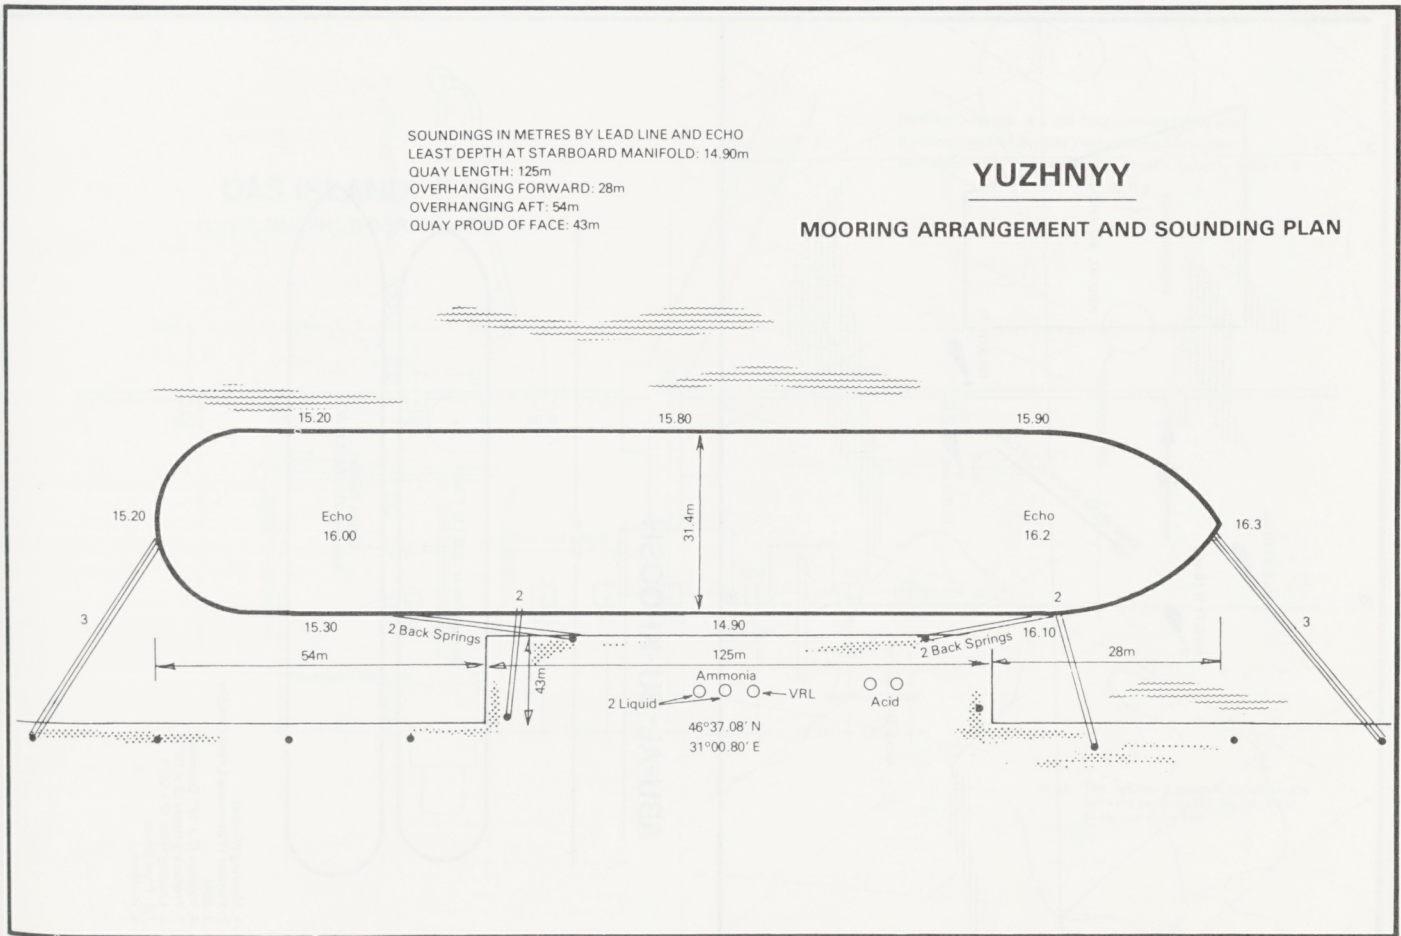 SOUNDINGS IN METRES BY LEAD LINE AND ECHO
LEAST DEPTH AT STARBOARD MANIFOLD: 14.90m
QUAY LENGTH: 125m
OVERHANGING FORWARD: 28m
OVERHANGING AFT: 54m
QUAY PROUD OF FACE: 43m
YUZHNYY
MOORING ARRANGEMENT AND SOUNDING PLAN
15.20
15.80
15.90
15.20
Echo
16.00
31.4m
Echo
16.2
16.3
3
2
2
3
15.30
2 Back Springs
14.90
2 Back Springs
16.10
54m
43m
125m
28m
Ammonia
2 Liquid
VRL
Acid
46°37.08' N
31°00.80' E